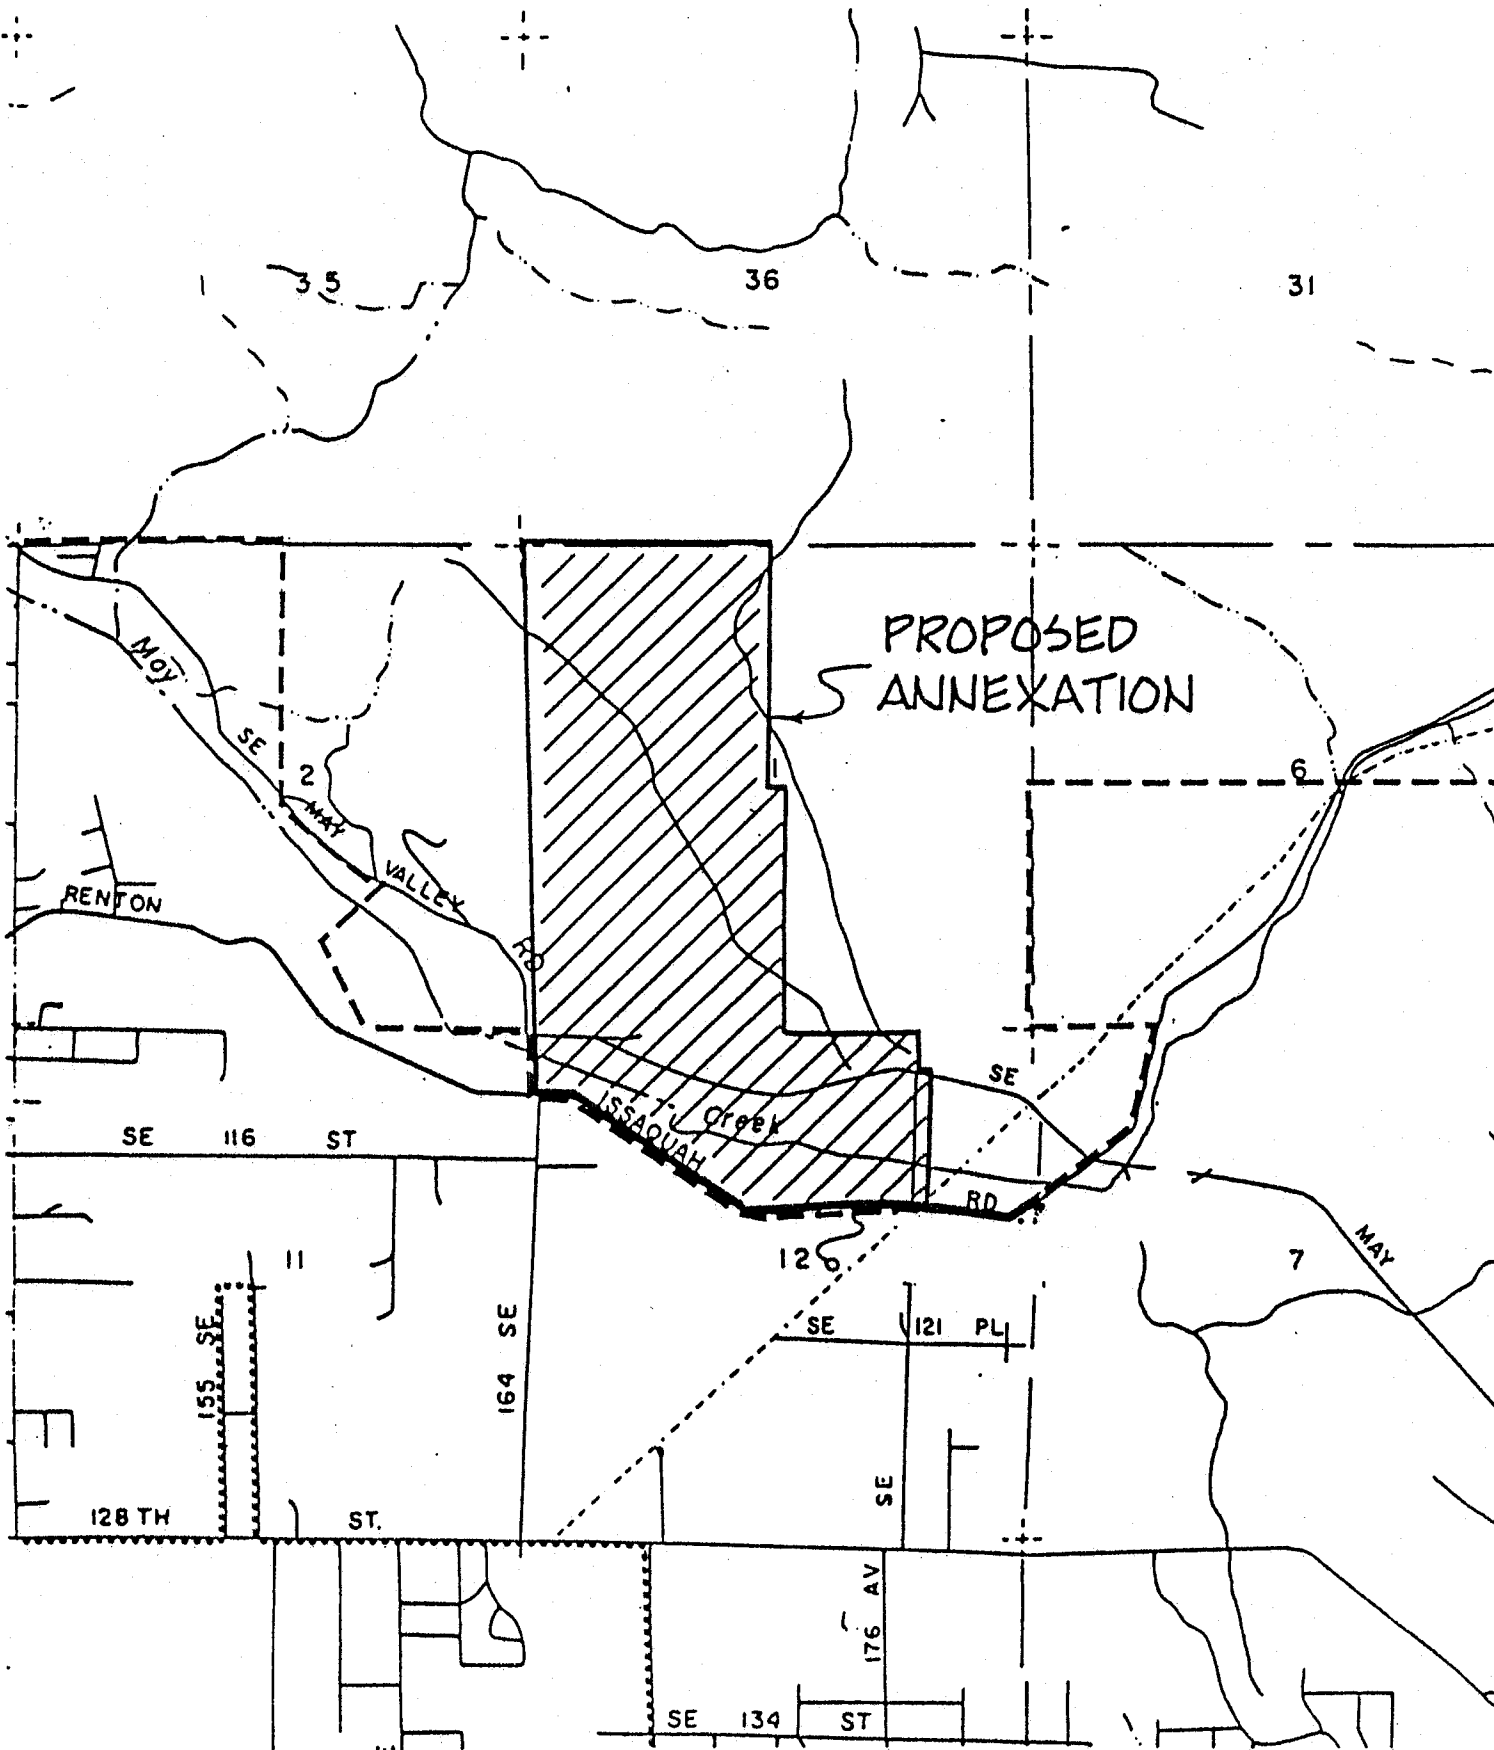 35
36
31
PROPOSED
ANNEXATION
May
SE
2
MAY
VALLEY
RD
1
6
RENTON
SE
ISSAQUAH
Creek
RD
SE 116 ST
11
12
7
MAY
155 SE
164 SE
SE 121 PL
SE
128 TH ST.
176 AV
SE 134 ST